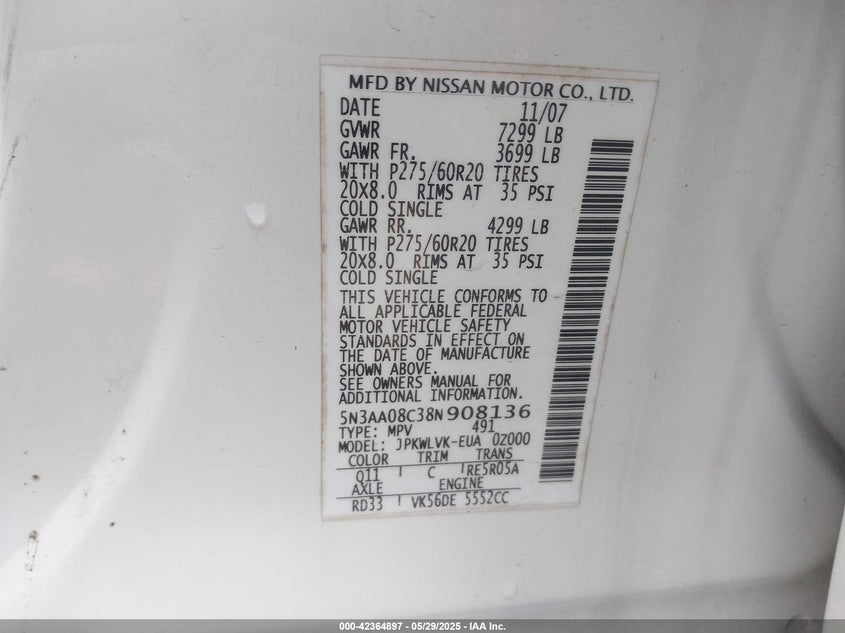 MFD BY NISSAN MOTOR CO., LTD.
DATE 11/07
GVWR 7299 LB
GAWR FR. 3699 LB
WITH P275/60R20 TIRES
20X8.0 RIMS AT 35 PSI
COLD SINGLE
GAWR RR. 4299 LB
WITH P275/60R20 TIRES
20X8.0 RIMS AT 35 PSI
COLD SINGLE
THIS VEHICLE CONFORMS TO
ALL APPLICABLE FEDERAL
MOTOR VEHICLE SAFETY
STANDARDS IN EFFECT ON
THE DATE OF MANUFACTURE
SHOWN ABOVE.
SEE OWNERS MANUAL FOR
ADDITIONAL INFORMATION.
5N3AA08C38N908136
TYPE: MPV 491
MODEL: JPKWLVK-EUA 0Z000
COLOR TRIM TRANS
Q11 C RE5R05A
AXLE ENGINE
RD33 VK56DE 5552CC
000-42364897 - 05/29/2025 - IAA Inc.